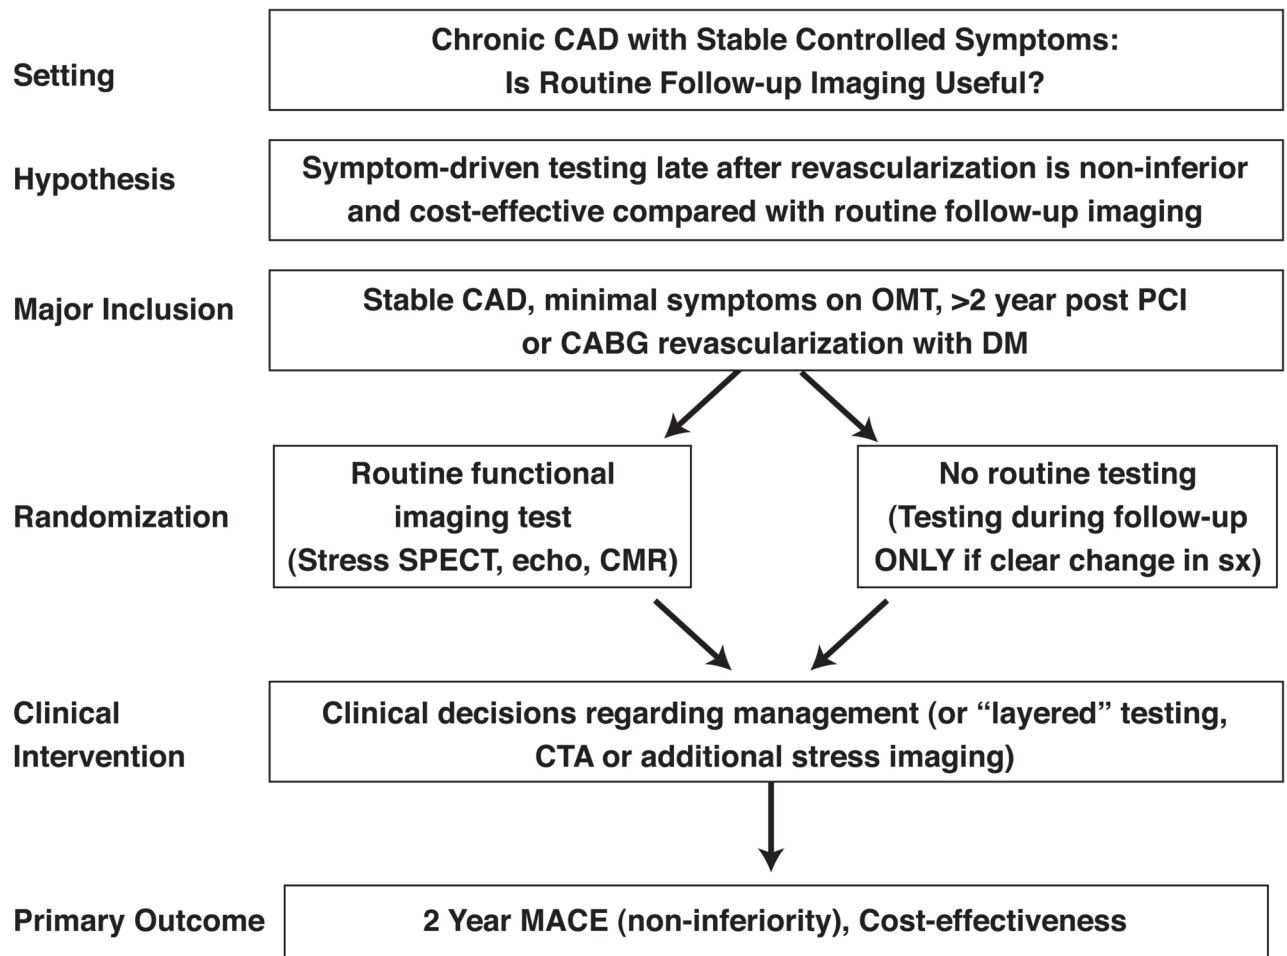 Setting
Chronic CAD with Stable Controlled Symptoms:
Is Routine Follow-up Imaging Useful?
Hypothesis
Symptom-driven testing late after revascularization is non-inferior
and cost-effective compared with routine follow-up imaging
Major Inclusion
Stable CAD, minimal symptoms on OMT, >2 year post PCI
or CABG revascularization with DM
Randomization
Routine functional
imaging test
(Stress SPECT, echo, CMR)
No routine testing
(Testing during follow-up
ONLY if clear change in sx)
Clinical
Intervention
Clinical decisions regarding management (or “layered” testing,
CTA or additional stress imaging)
Primary Outcome
2 Year MACE (non-inferiority), Cost-effectiveness